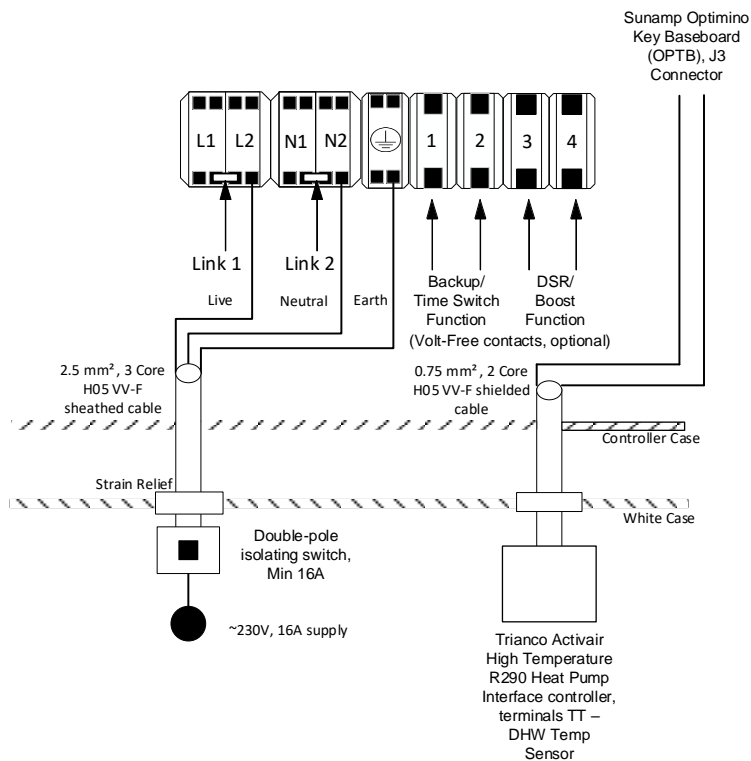 Sunamp Optimino
Key Baseboard
(OPTB), J3
Connector
L1 L2 N1 N2 1 2 3 4
Link 1 Link 2
Live Neutral Earth
Backup/
Time Switch
Function
DSR/
Boost
Function
(Volt-Free contacts, optional)
2.5 mm², 3 Core
H05 VV-F
sheathed cable
0.75 mm², 2 Core
H05 VV-F shielded
cable
Controller Case
Strain Relief
White Case
Double-pole
isolating switch,
Min 16A
~230V, 16A supply
Trianco Activair
High Temperature
R290 Heat Pump
Interface controller,
terminals TT –
DHW Temp
Sensor